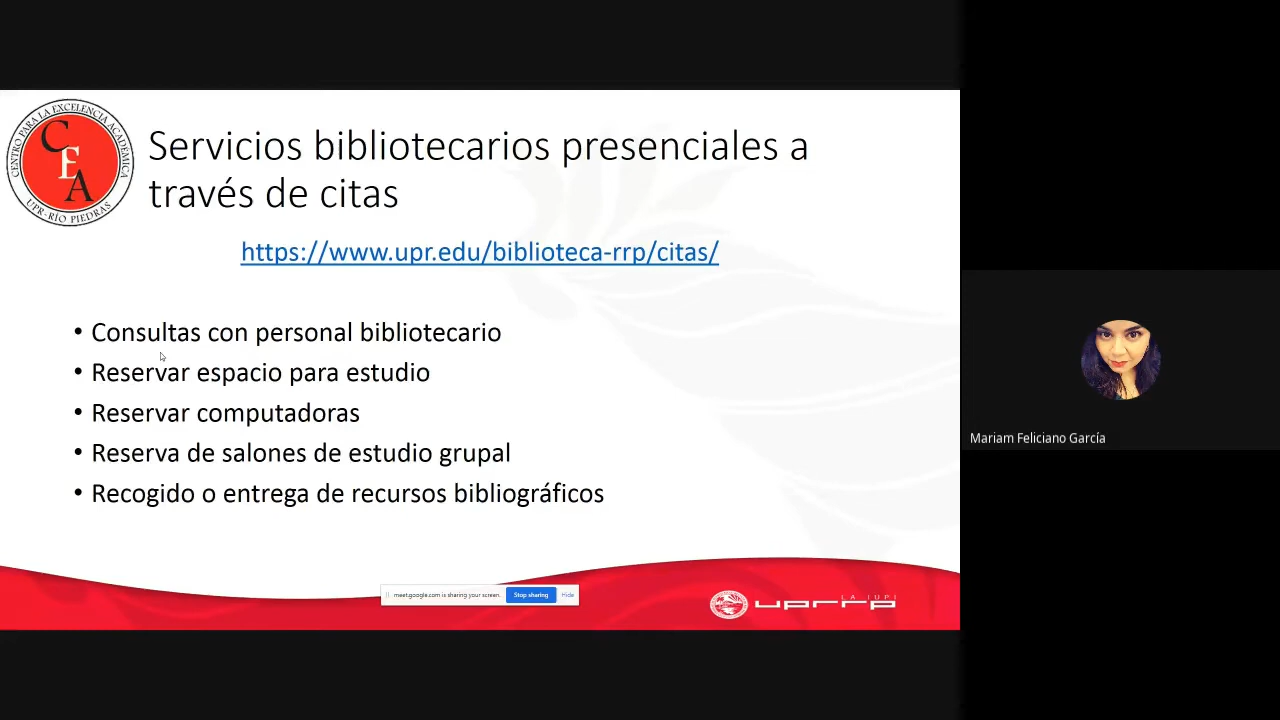 CENTRO PARA LA EXCELENCIA ACADÉMICA
CEA
UPR-RÍO PIEDRAS
Servicios bibliotecarios presenciales a
través de citas
https://www.upr.edu/biblioteca-rrp/citas/
• Consultas con personal bibliotecario
• Reservar espacio para estudio
• Reservar computadoras
• Reserva de salones de estudio grupal
• Recogido o entrega de recursos bibliográficos
Mariam Feliciano García
meet.google.com is sharing your screen.
Stop sharing
Hide
LA IUPI
uprrp